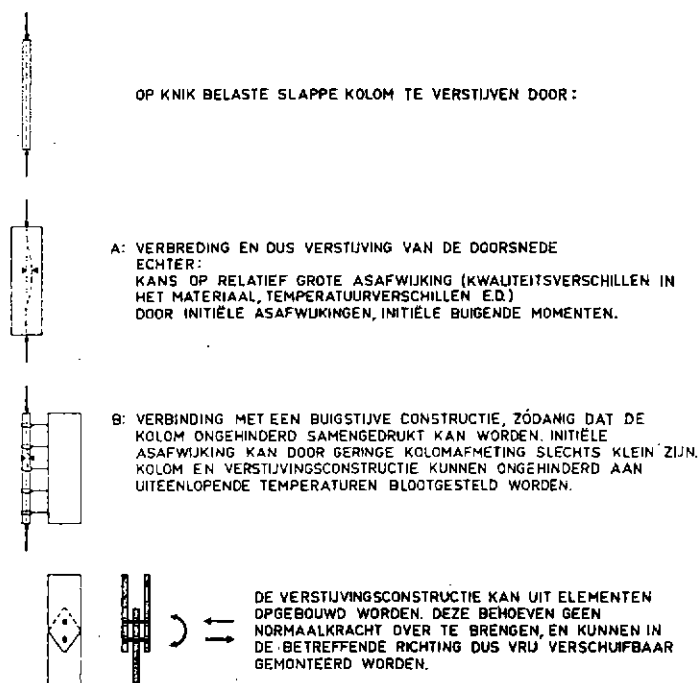 OP KNIK BELASTE SLAPPE KOLOM TE VERSTIJVEN DOOR:
A: VERBREDING EN DUS VERSTIJVING VAN DE DOORSNEDE
ECHTER:
KANS OP RELATIEF GROTE ASAFWIJKING (KWALITEITSVERSCHILLEN IN
HET MATERIAAL, TEMPERATUURVERSCHILLEN E.D.)
DOOR INITIËLE ASAFWIJKINGEN, INITIËLE BUIGENDE MOMENTEN.
B: VERBINDING MET EEN BUIGSTIJVE CONSTRUCTIE, ZÓDANIG DAT DE
KOLOM ONGEHINDERD SAMENGEDRUKT KAN WORDEN. INITIËLE
ASAFWIJKING KAN DOOR GERINGE KOLOMAFMETING SLECHTS KLEIN ZIJN.
KOLOM EN VERSTIJVINGSCONSTRUCTIE KUNNEN ONGEHINDERD AAN
UITEENLOPENDE TEMPERATUREN BLOOTGESTELD WORDEN.
DE VERSTIJVINGSCONSTRUCTIE KAN UIT ELEMENTEN
OPGEBOUWD WORDEN. DEZE BEHOEVEN GEEN
NORMAALKRACHT OVER TE BRENGEN, EN KUNNEN IN
DE BETREFFENDE RICHTING DUS VRIJ VERSCHUIFBAAR
GEMONTEERD WORDEN.